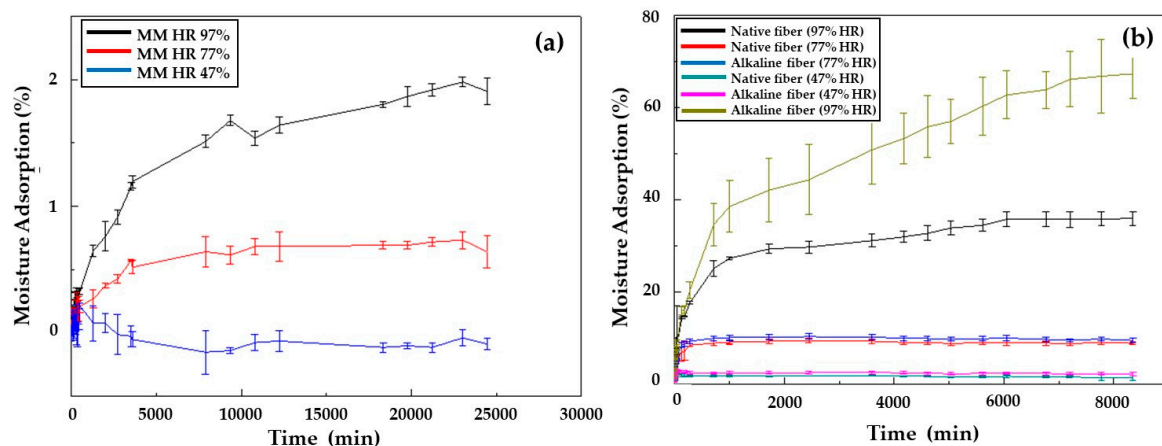 MM HR 97%
MM HR 77%
MM HR 47%
(a)
Moisture Adsorption (%)
2
1
0
0
5000
10000
15000
20000
25000
30000
Time (min)
Native fiber (97% HR)
Native fiber (77% HR)
Alkaline fiber (77% HR)
Native fiber (47% HR)
Alkaline fiber (47% HR)
Alkaline fiber (97% HR)
(b)
Moisture Adsorption (%)
80
60
40
20
0
0
2000
4000
6000
8000
Time (min)